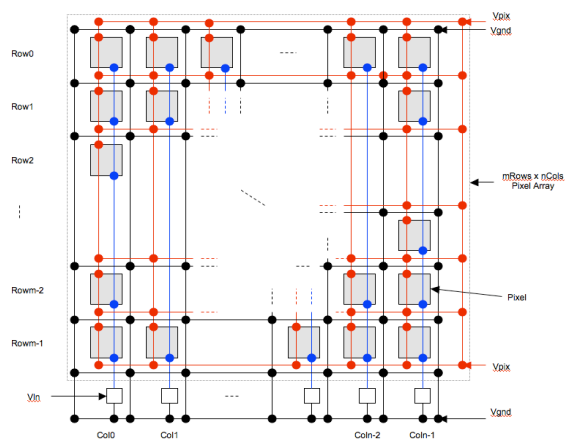 Vpix
Vgnd
Row0
Row1
Row2
mRows x nCols
Pixel Array
Rowm-2
Pixel
Rowm-1
Vpix
Vln
Vgnd
Col0 Col1 Coln-2 Coln-1